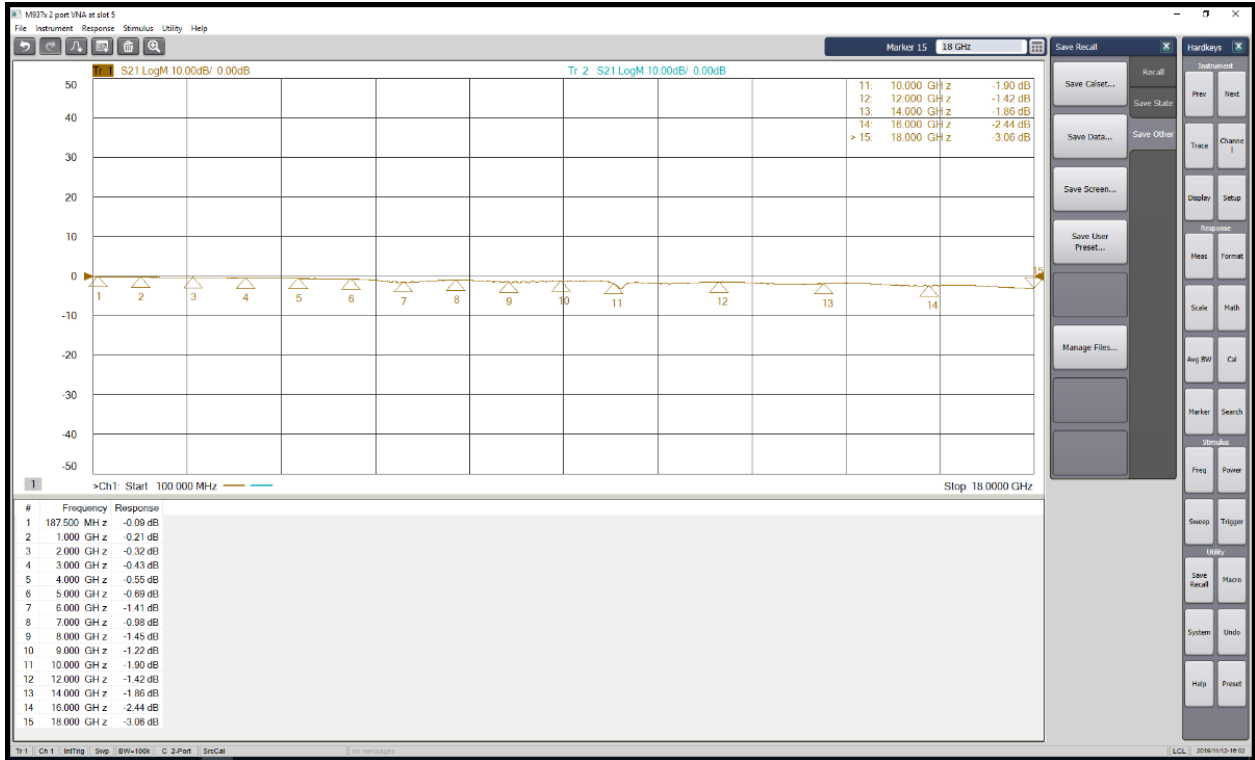 M937x 2 port VNA at slot 5
File Instrument Response Stimulus Utility Help
Marker 15 18 GHz
Tr 1 S21 LogM 10.00dB/ 0.00dB
Tr 2 S21 LogM 10.00dB/ 0.00dB
11: 10.000 GHz -1.90 dB
12: 12.000 GHz -1.42 dB
13: 14.000 GHz -1.86 dB
14: 16.000 GHz -2.44 dB
> 15: 18.000 GHz -3.06 dB
50
40
30
20
10
0
-10
-20
-30
-40
-50
1 2 3 4 5 6 7 8 9 10 11 12 13 14 15
1
>Ch1: Start 100.000 MHz
Stop 18.0000 GHz
# Frequency Response
1 187.500 MHz -0.09 dB
2 1.000 GHz -0.21 dB
3 2.000 GHz -0.32 dB
4 3.000 GHz -0.43 dB
5 4.000 GHz -0.55 dB
6 5.000 GHz -0.69 dB
7 6.000 GHz -1.41 dB
8 7.000 GHz -0.98 dB
9 8.000 GHz -1.45 dB
10 9.000 GHz -1.22 dB
11 10.000 GHz -1.90 dB
12 12.000 GHz -1.42 dB
13 14.000 GHz -1.86 dB
14 16.000 GHz -2.44 dB
15 18.000 GHz -3.06 dB
Tr 1 Ch 1 IntTrig Swp BW=100k C 2-Port SrcCal
no messages
LCL 2018/11/12-16:02
Save Recall
Save Calset...
Save Data...
Save Screen...
Save User
Preset...
Manage Files...
Recall
Save State
Save Other
Hardkeys
Instrument
Prev Next
Trace Channe
l
Display Setup
Response
Meas Format
Scale Math
Avg BW Cal
Marker Search
Stimulus
Freq Power
Sweep Trigger
Utility
Save
Recall Macro
System Undo
Help Preset